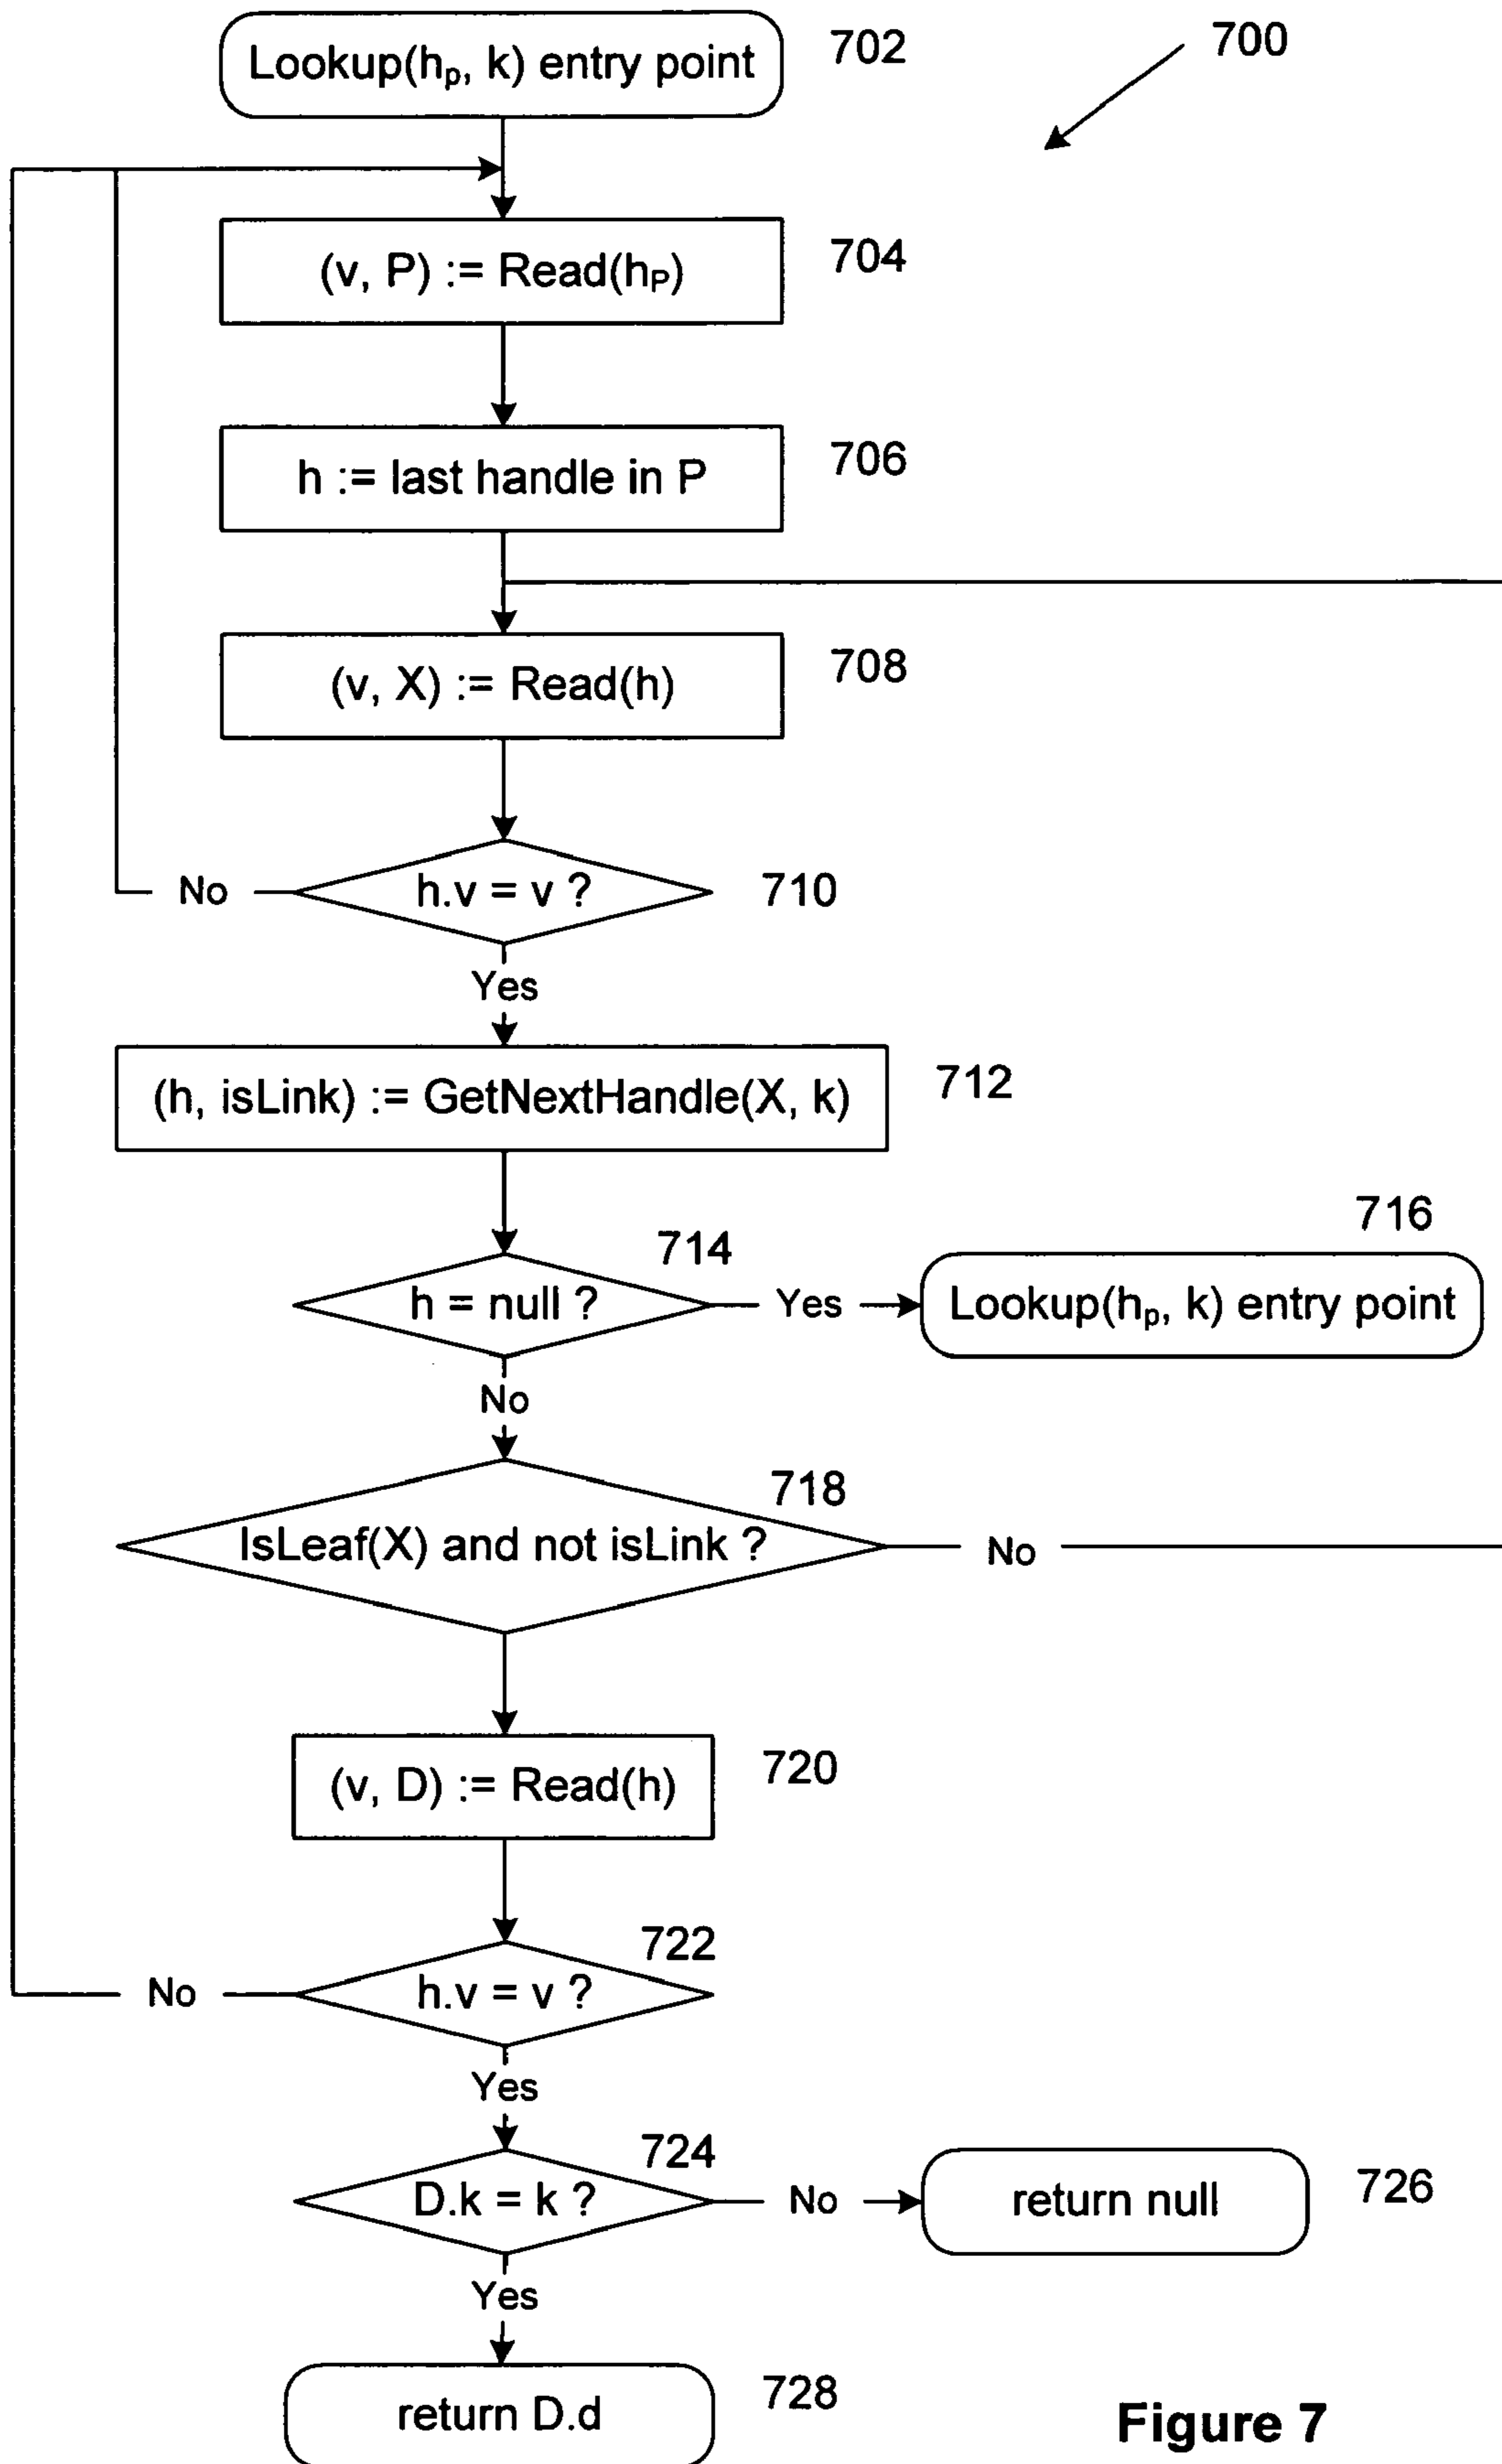 Lookup(hp, k) entry point
702
700
(v, P) := Read(hP)
704
h := last handle in P
706
(v, X) := Read(h)
708
h.v = v ?
710
No
Yes
(h, isLink) := GetNextHandle(X, k)
712
h = null ?
714
Yes
716
Lookup(hp, k) entry point
No
718
IsLeaf(X) and not isLink ?
No
(v, D) := Read(h)
720
722
h.v = v ?
No
Yes
724
D.k = k ?
No
return null
726
Yes
return D.d
728
Figure 7